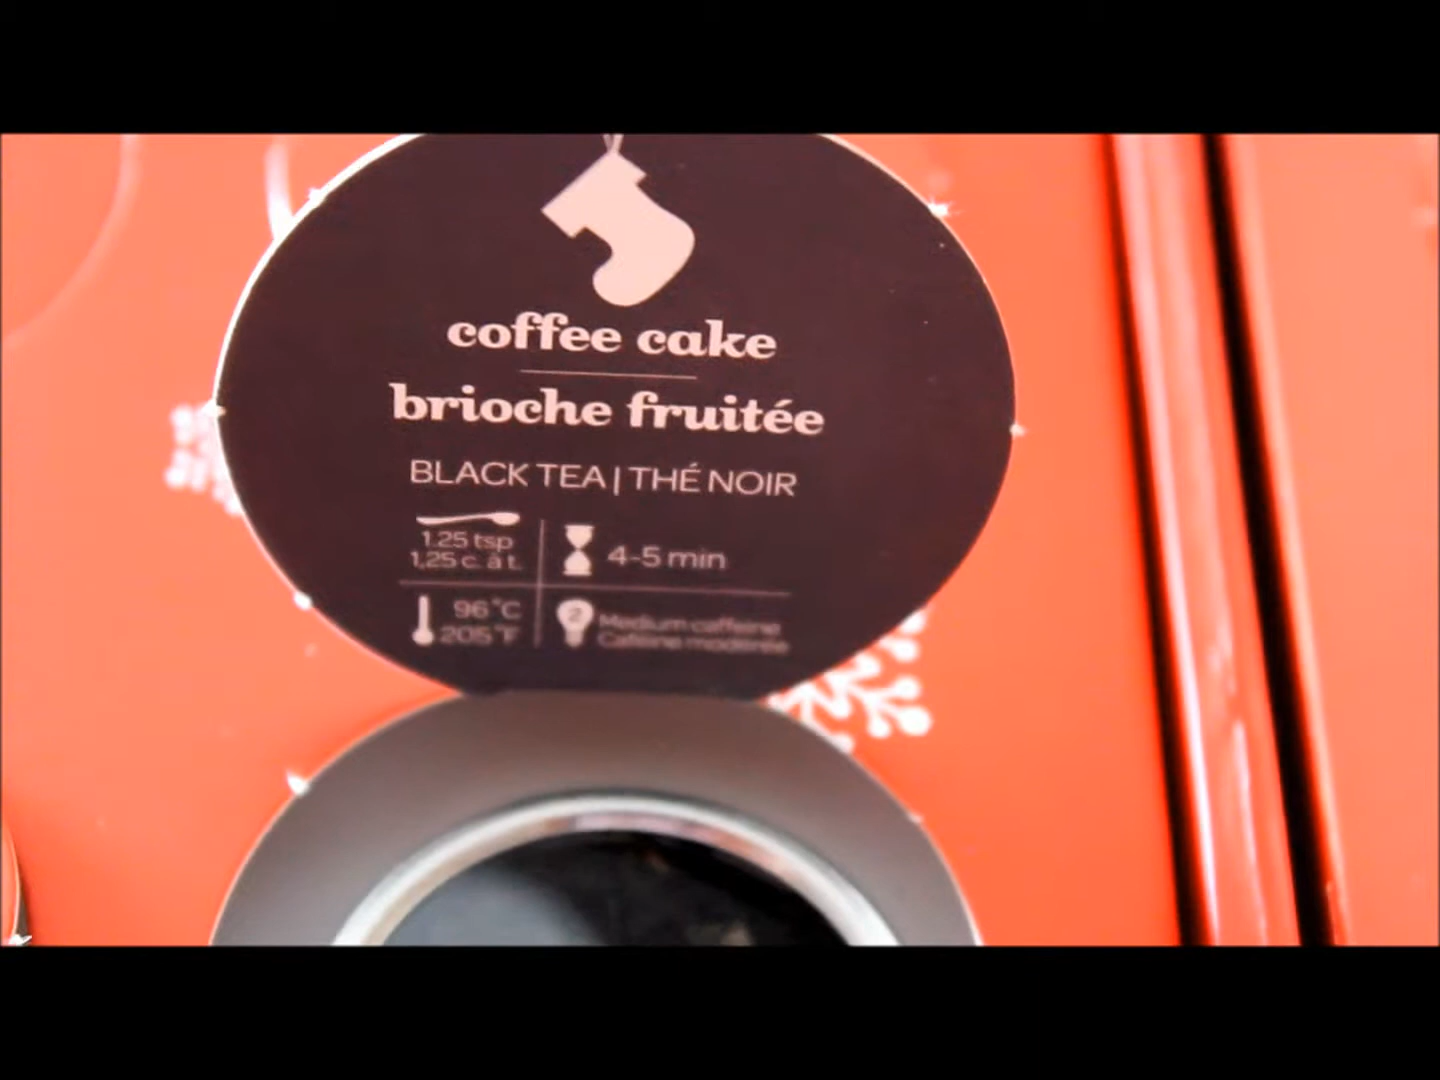 coffee cake
brioche fruitée
BLACK TEA | THÉ NOIR
1.25 tsp
1,25 c. à t.
4-5 min
96°C
205°F
2
Medium caffeine
Caféine modérée